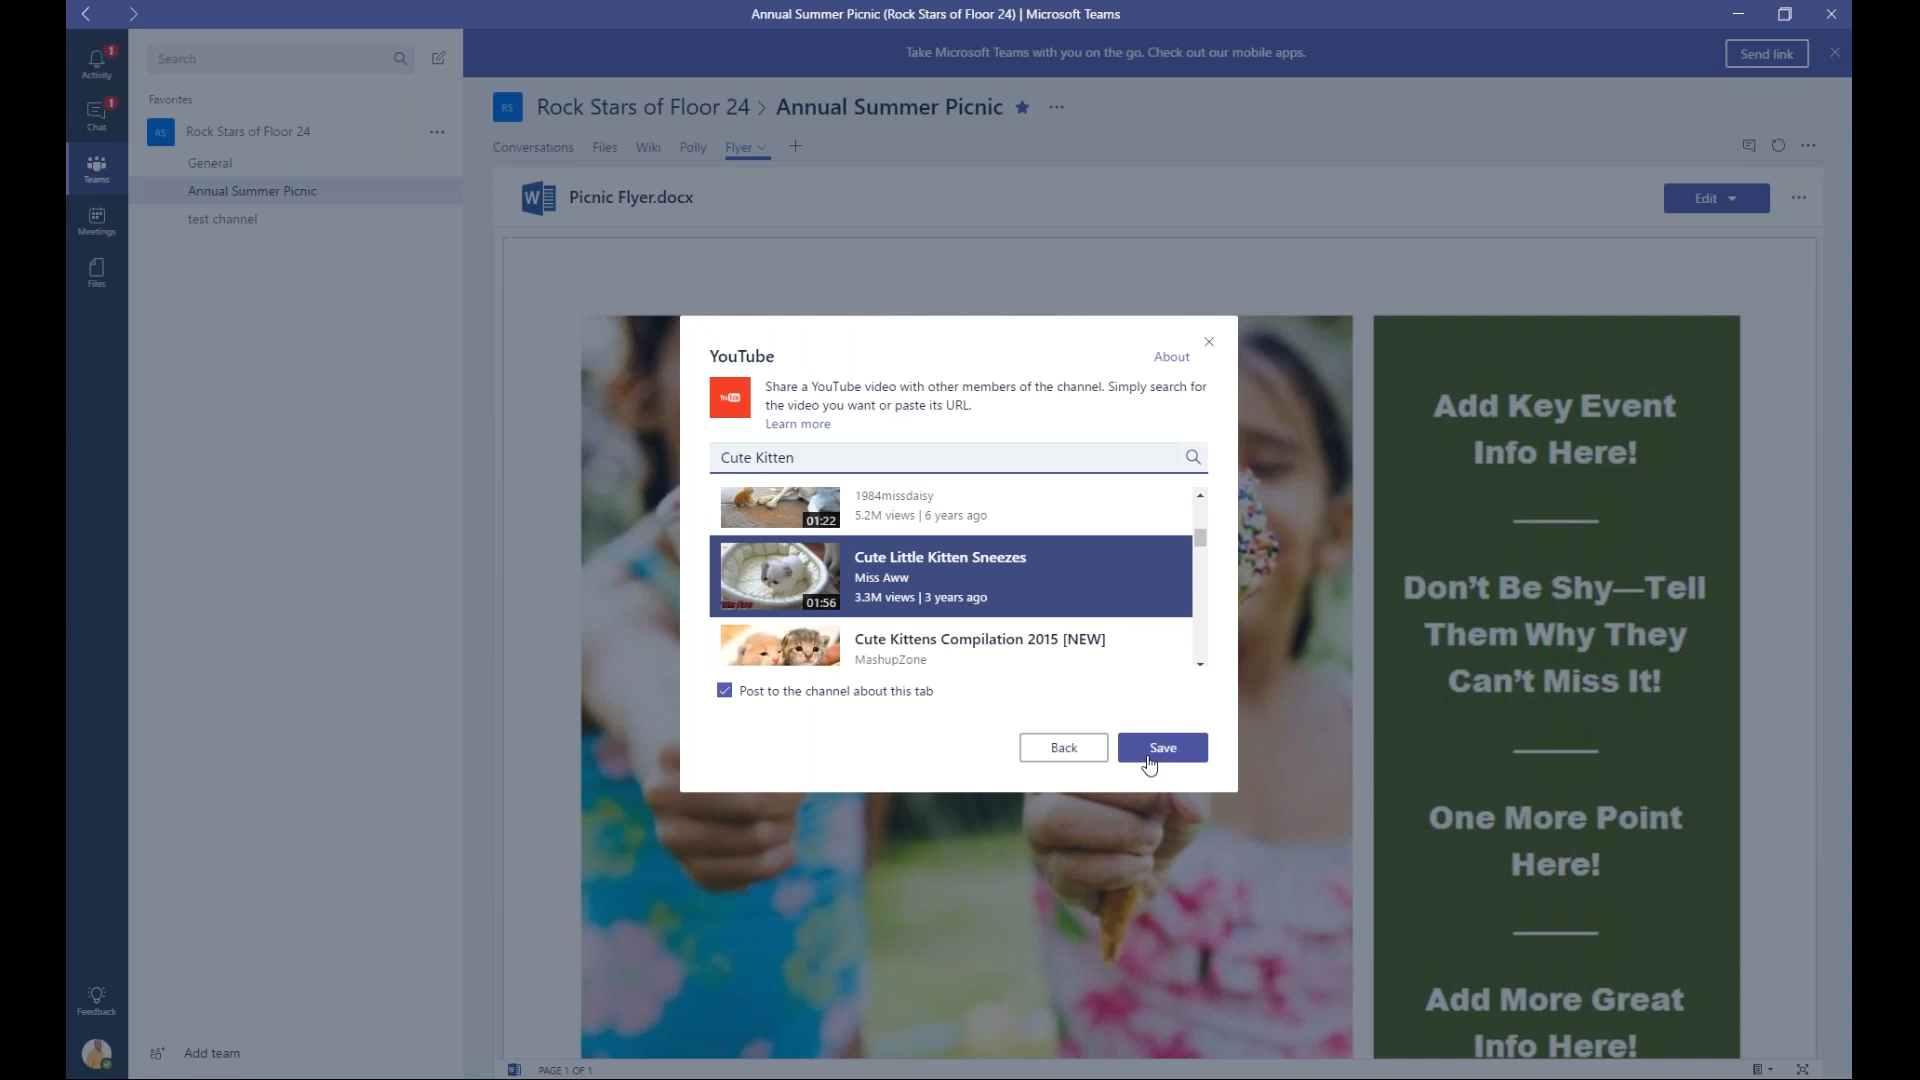 Annual Summer Picnic (Rock Stars of Floor 24) | Microsoft Teams
Take Microsoft Teams with you on the go. Check out our mobile apps.
Send link
1
Activity
1
Chat
Teams
Meetings
Files
Feedback
Search
Favorites
RS Rock Stars of Floor 24
General
Annual Summer Picnic
test channel
Add team
RS Rock Stars of Floor 24 > Annual Summer Picnic
Conversations Files Wiki Polly Flyer
W Picnic Flyer.docx
Edit
YouTube
About
Share a YouTube video with other members of the channel. Simply search for
the video you want or paste its URL.
Learn more
Cute Kitten
01:22
1984missdaisy
5.2M views | 6 years ago
01:56
Cute Little Kitten Sneezes
Miss Aww
3.3M views | 3 years ago
Cute Kittens Compilation 2015 [NEW]
MashupZone
Post to the channel about this tab
Back
Save
Add Key Event
Info Here!
Don't Be Shy—Tell
Them Why They
Can't Miss It!
One More Point
Here!
Add More Great
Info Here!
PAGE 1 OF 1